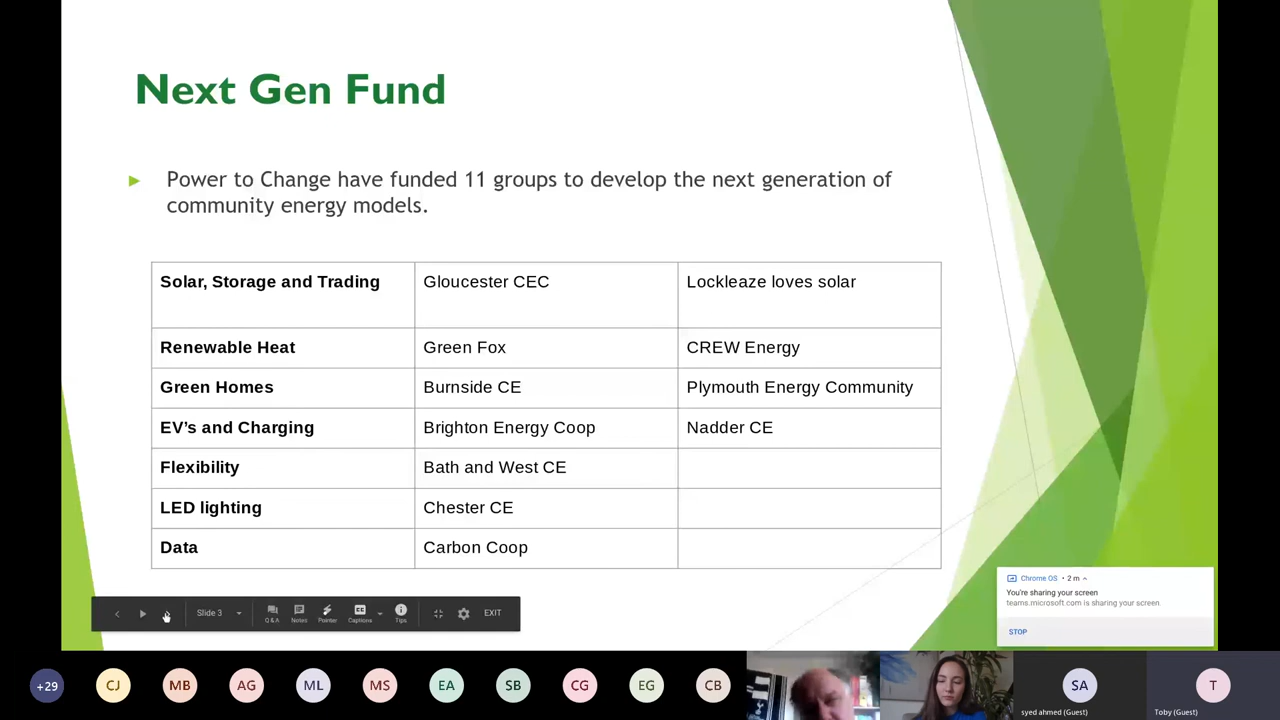 Next Gen Fund
Power to Change have funded 11 groups to develop the next generation of
community energy models.
Solar, Storage and Trading Gloucester CEC Lockleaze loves solar
Renewable Heat Green Fox CREW Energy
Green Homes Burnside CE Plymouth Energy Community
EV's and Charging Brighton Energy Coop Nadder CE
Flexibility Bath and West CE
LED lighting Chester CE
Data Carbon Coop
Chrome OS • 2 m
You're sharing your screen
teams.microsoft.com is sharing your screen
STOP
Slide 3 Q & A Notes Pointer CC Captions Tips EXIT
+29 CJ MB AG ML MS EA SB CG EG CB SA T
syed ahmed (Guest) Toby (Guest)